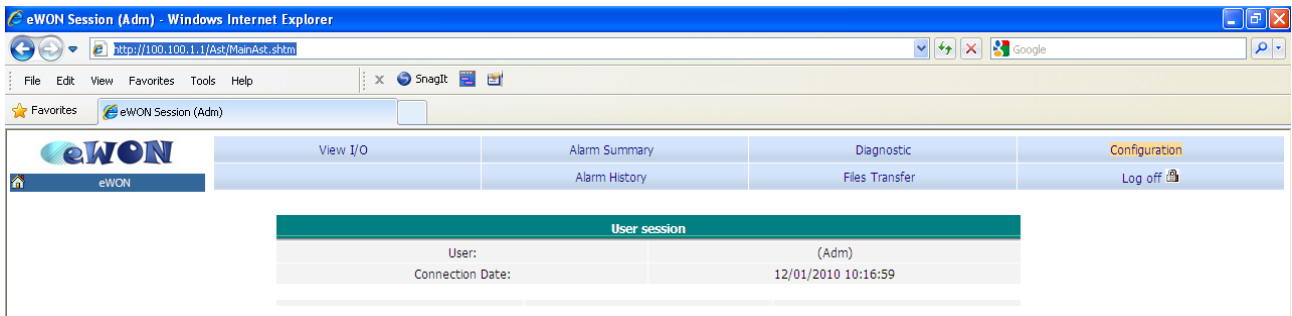 eWON Session (Adm) - Windows Internet Explorer
http://100.100.1.1/Ast/MainAst.shtm
Google
File Edit View Favorites Tools Help x SnagIt
Favorites eWON Session (Adm)
eWON View I/O Alarm Summary Diagnostic Configuration
eWON Alarm History Files Transfer Log off
User session
User: (Adm)
Connection Date: 12/01/2010 10:16:59